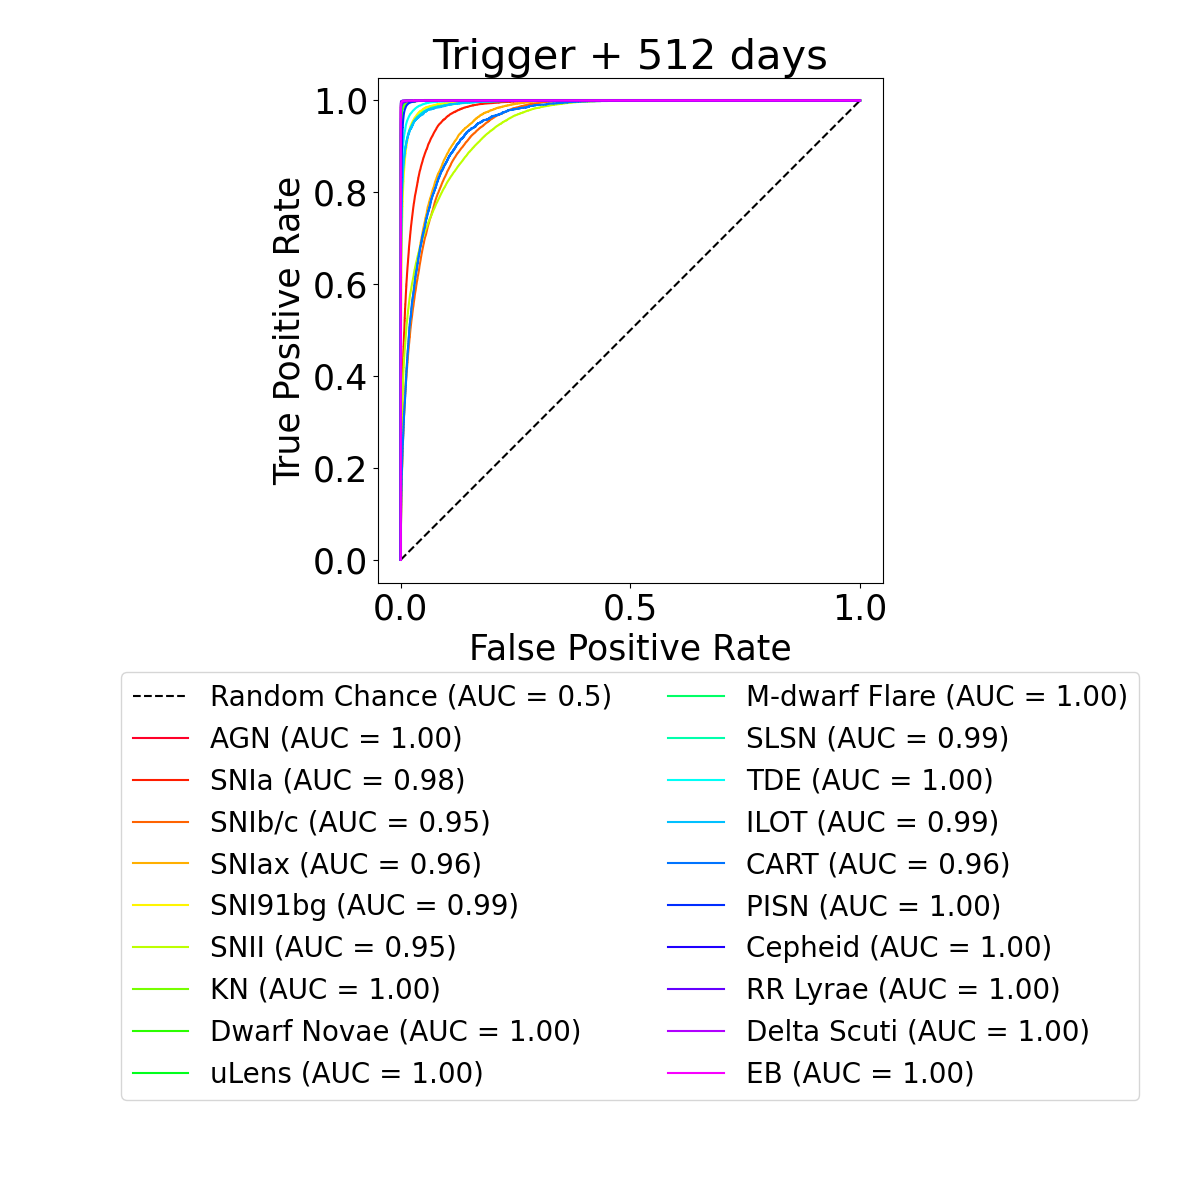 Trigger + 512 days
1.0
0.8
0.6
0.4
0.2
0.0
True Positive Rate
0.0 0.5 1.0
False Positive Rate
Random Chance (AUC = 0.5)
AGN (AUC = 1.00)
SNIa (AUC = 0.98)
SNIb/c (AUC = 0.95)
SNIax (AUC = 0.96)
SNI91bg (AUC = 0.99)
SNII (AUC = 0.95)
KN (AUC = 1.00)
Dwarf Novae (AUC = 1.00)
uLens (AUC = 1.00)
M-dwarf Flare (AUC = 1.00)
SLSN (AUC = 0.99)
TDE (AUC = 1.00)
ILOT (AUC = 0.99)
CART (AUC = 0.96)
PISN (AUC = 1.00)
Cepheid (AUC = 1.00)
RR Lyrae (AUC = 1.00)
Delta Scuti (AUC = 1.00)
EB (AUC = 1.00)